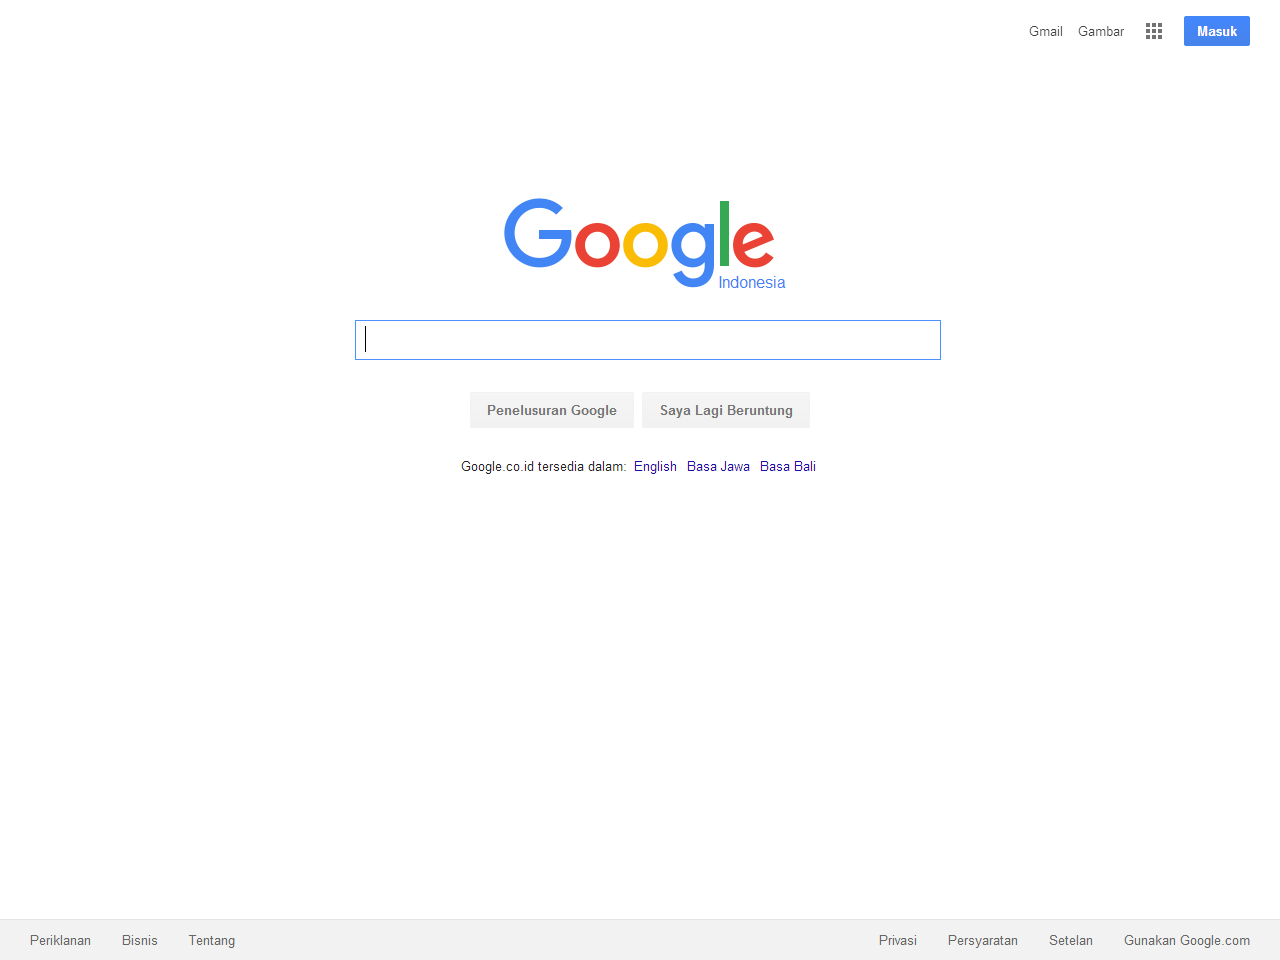 Gmail Gambar Masuk
Google
Indonesia
Penelusuran Google Saya Lagi Beruntung
Google.co.id tersedia dalam: English Basa Jawa Basa Bali
Periklanan Bisnis Tentang Privasi Persyaratan Setelan Gunakan Google.com